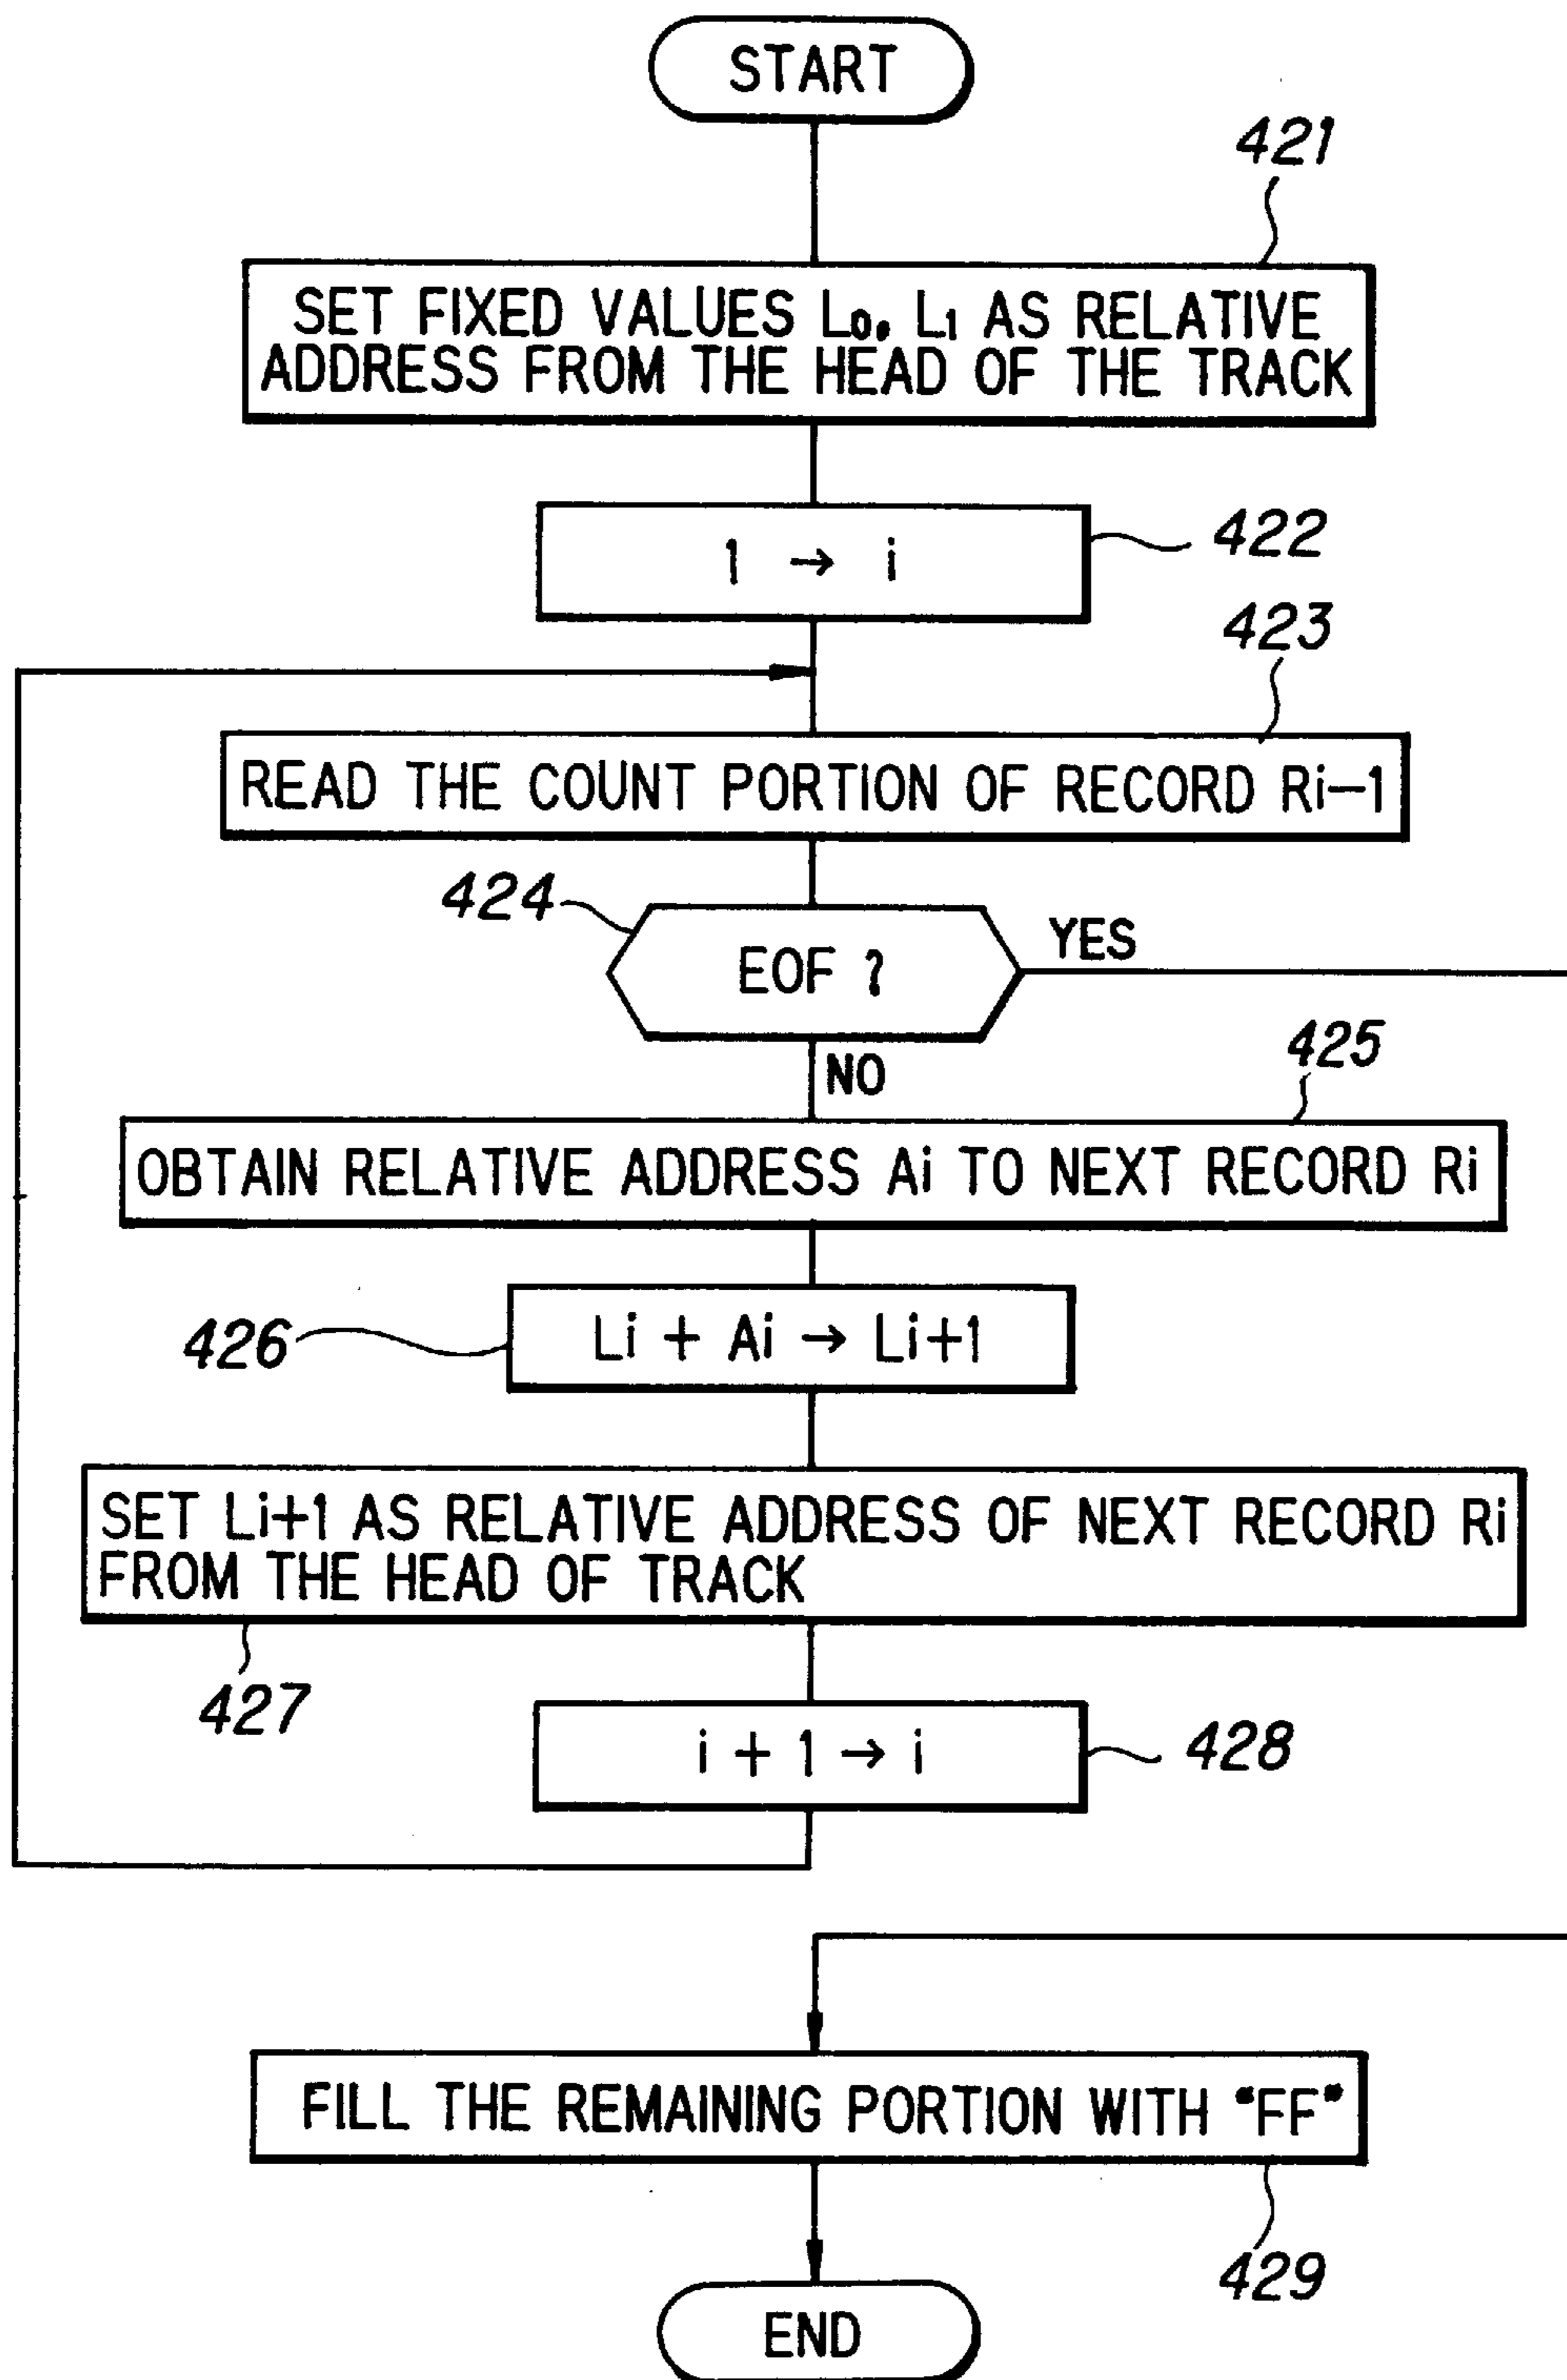 START
421
SET FIXED VALUES L0, L1 AS RELATIVE
ADDRESS FROM THE HEAD OF THE TRACK
1 → i
422
423
READ THE COUNT PORTION OF RECORD Ri-1
424
EOF ?
YES
NO
425
OBTAIN RELATIVE ADDRESS Ai TO NEXT RECORD Ri
426
Li + Ai → Li+1
SET Li+1 AS RELATIVE ADDRESS OF NEXT RECORD Ri
FROM THE HEAD OF TRACK
427
i + 1 → i
428
FILL THE REMAINING PORTION WITH "FF"
429
END